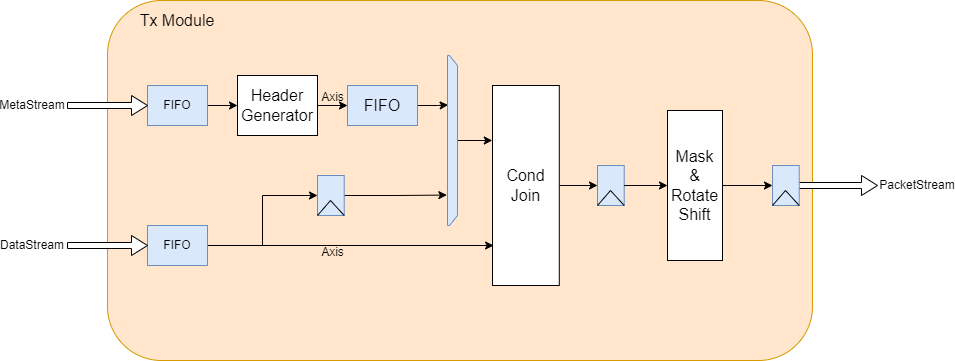 Tx Module
MetaStream
FIFO
Header
Generator
Axis
FIFO
Cond
Join
Mask
&
Rotate
Shift
PacketStream
DataStream
FIFO
Axis